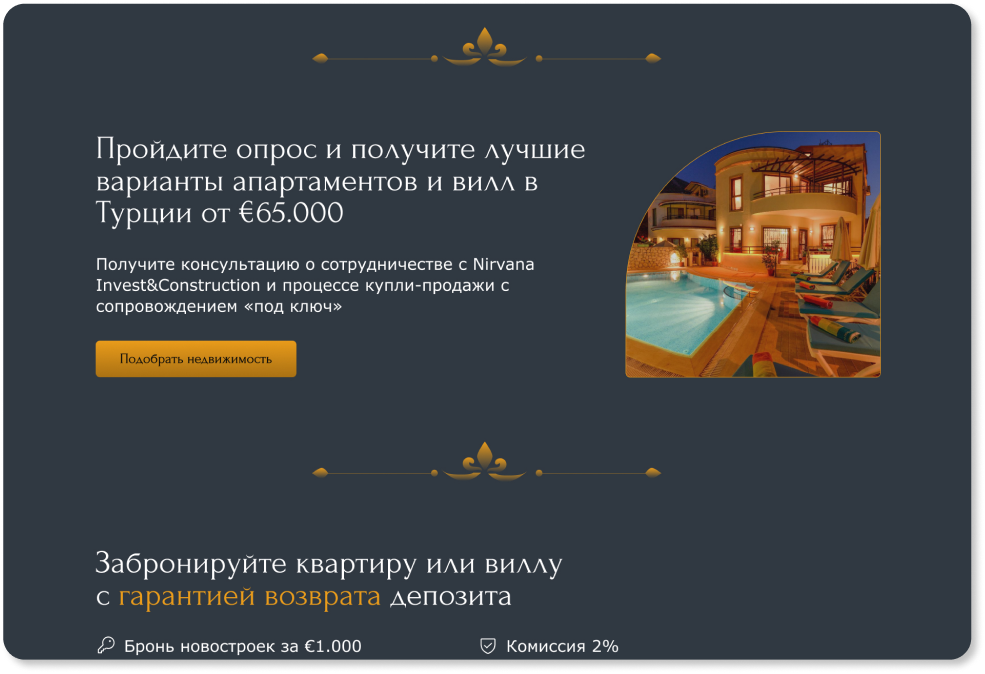 Пройдите опрос и получите лучшие
варианты апартаментов и вилл в
Турции от €65.000
Получите консультацию о сотрудничестве с Nirvana
Invest&Construction и процессе купли-продажи с
сопровождением «под ключ»
Подобрать недвижимость
Забронируйте квартиру или виллу
с гарантией возврата депозита
Бронь новостроек за €1.000
Комиссия 2%